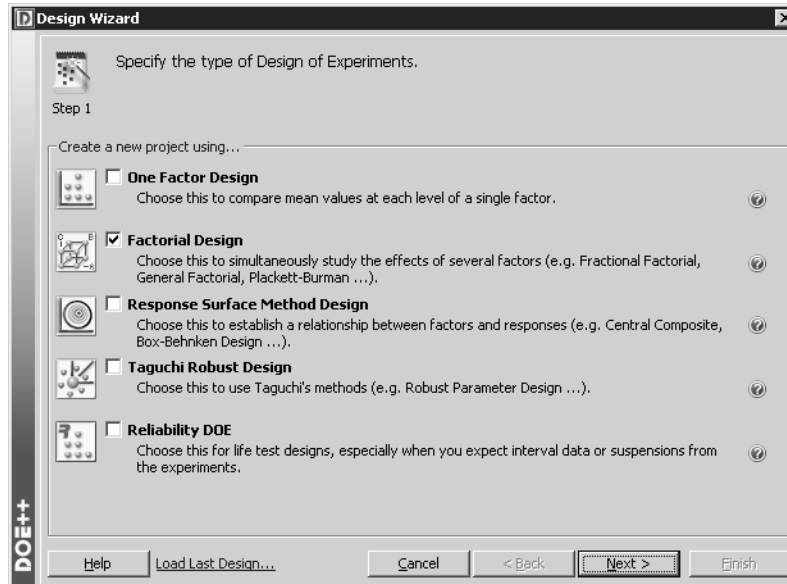 Design Wizard
Specify the type of Design of Experiments.
Step 1
Create a new project using...
One Factor Design
Choose this to compare mean values at each level of a single factor.
Factorial Design
Choose this to simultaneously study the effects of several factors (e.g. Fractional Factorial,
General Factorial, Plackett-Burman ...).
Response Surface Method Design
Choose this to establish a relationship between factors and responses (e.g. Central Composite,
Box-Behnken Design ...).
Taguchi Robust Design
Choose this to use Taguchi's methods (e.g. Robust Parameter Design ...).
Reliability DOE
Choose this for life test designs, especially when you expect interval data or suspensions from
the experiments.
DOE++
Help Load Last Design... Cancel < Back Next > Finish